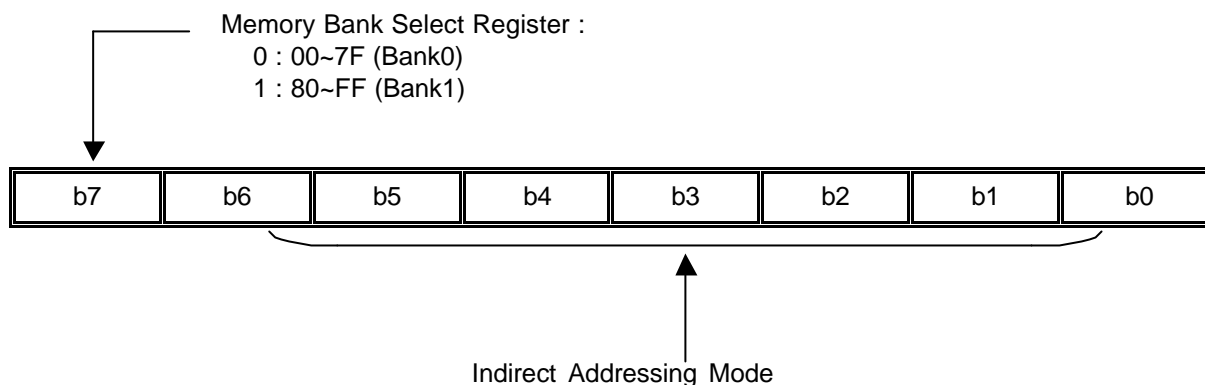 Memory Bank Select Register :
0 : 00~7F (Bank0)
1 : 80~FF (Bank1)
b7 b6 b5 b4 b3 b2 b1 b0
Indirect Addressing Mode